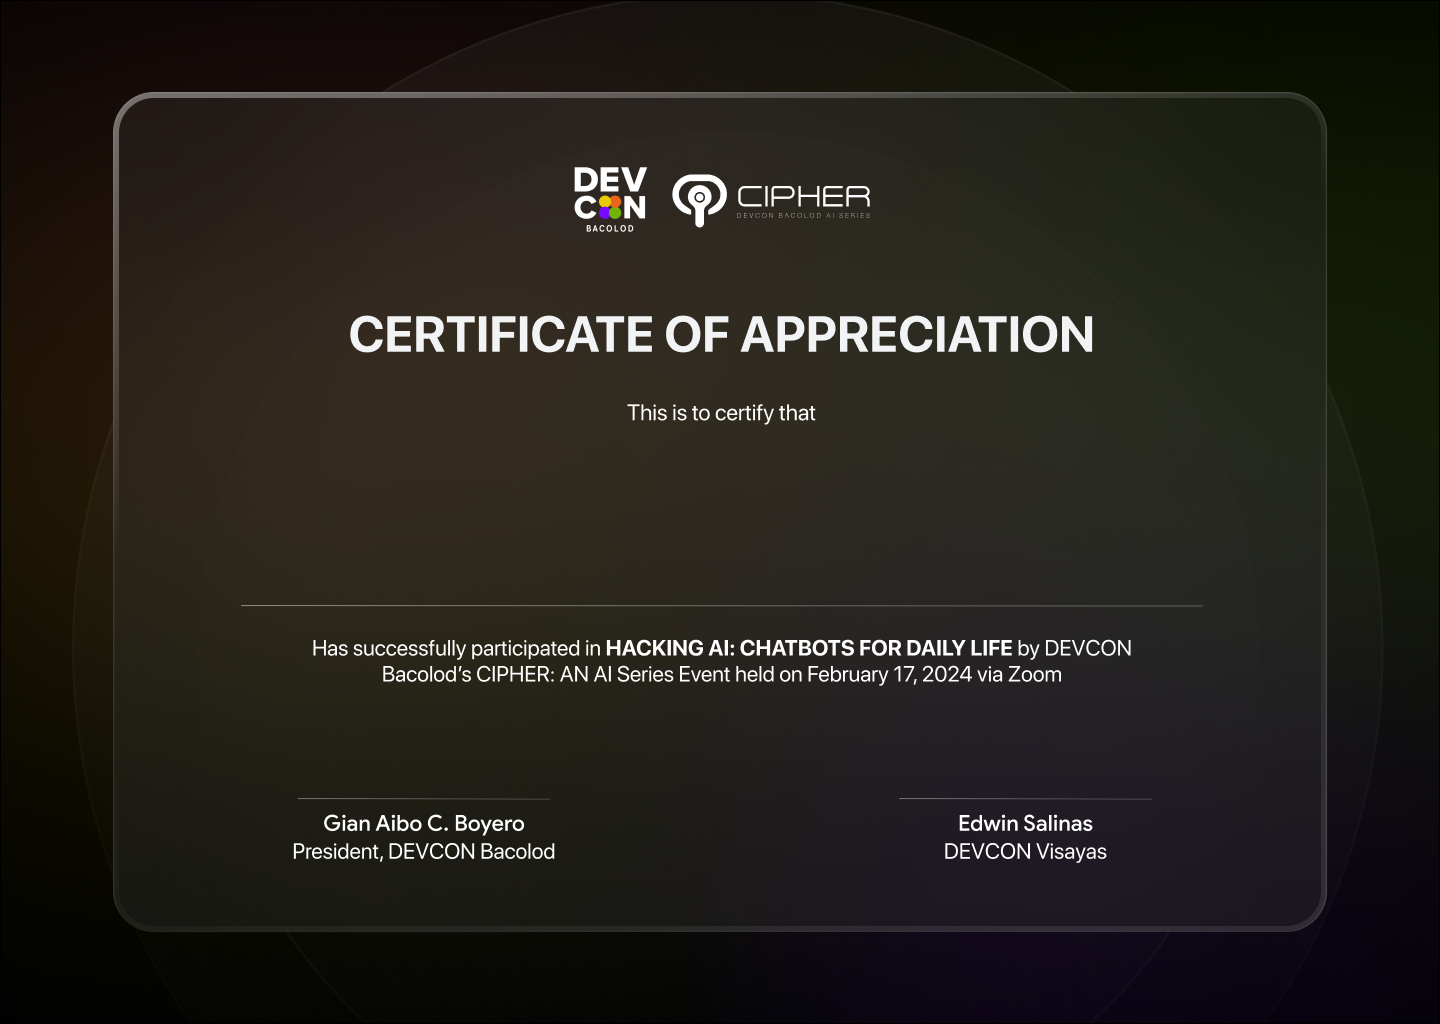 DEV
CON
BACOLOD
CIPHER
DEVCON BACOLOD AI SERIES
CERTIFICATE OF APPRECIATION
This is to certify that
Has successfully participated in HACKING AI: CHATBOTS FOR DAILY LIFE by DEVCON
Bacolod’s CIPHER: AN AI Series Event held on February 17, 2024 via Zoom
Gian Aibo C. Boyero
President, DEVCON Bacolod
Edwin Salinas
DEVCON Visayas